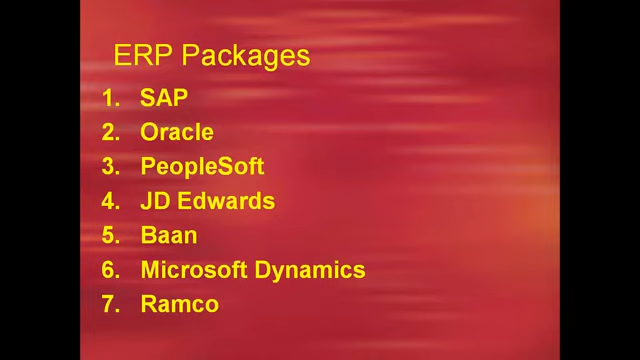 ERP Packages
1. SAP
2. Oracle
3. PeopleSoft
4. JD Edwards
5. Baan
6. Microsoft Dynamics
7. Ramco